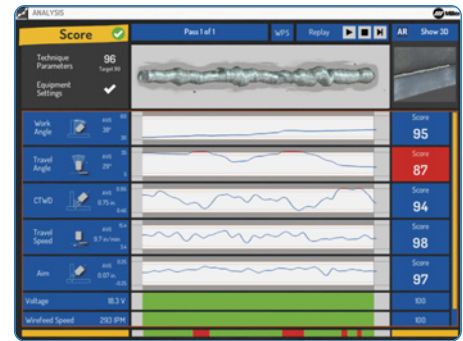 ANALYSIS
Miller
Score
Pass 1 of 1
WPS
Replay
AR
Show 3D
Technique
Parameters
96
Target 90
Equipment
Settings
Work
Angle
AVG
38°
Score
95
Travel
Angle
AVG
29°
Score
87
CTWD
AVG
0.75 in
Score
94
Travel
Speed
AVG
9.7 in/min
Score
98
Aim
AVG
0.07 in
Score
97
Voltage
18.3 V
100
Wirefeed Speed
293 IPM
100